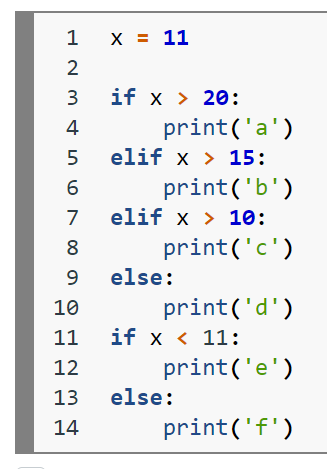 1 x = 11
2
3 if x > 20:
4     print('a')
5 elif x > 15:
6     print('b')
7 elif x > 10:
8     print('c')
9 else:
10     print('d')
11 if x < 11:
12     print('e')
13 else:
14     print('f')